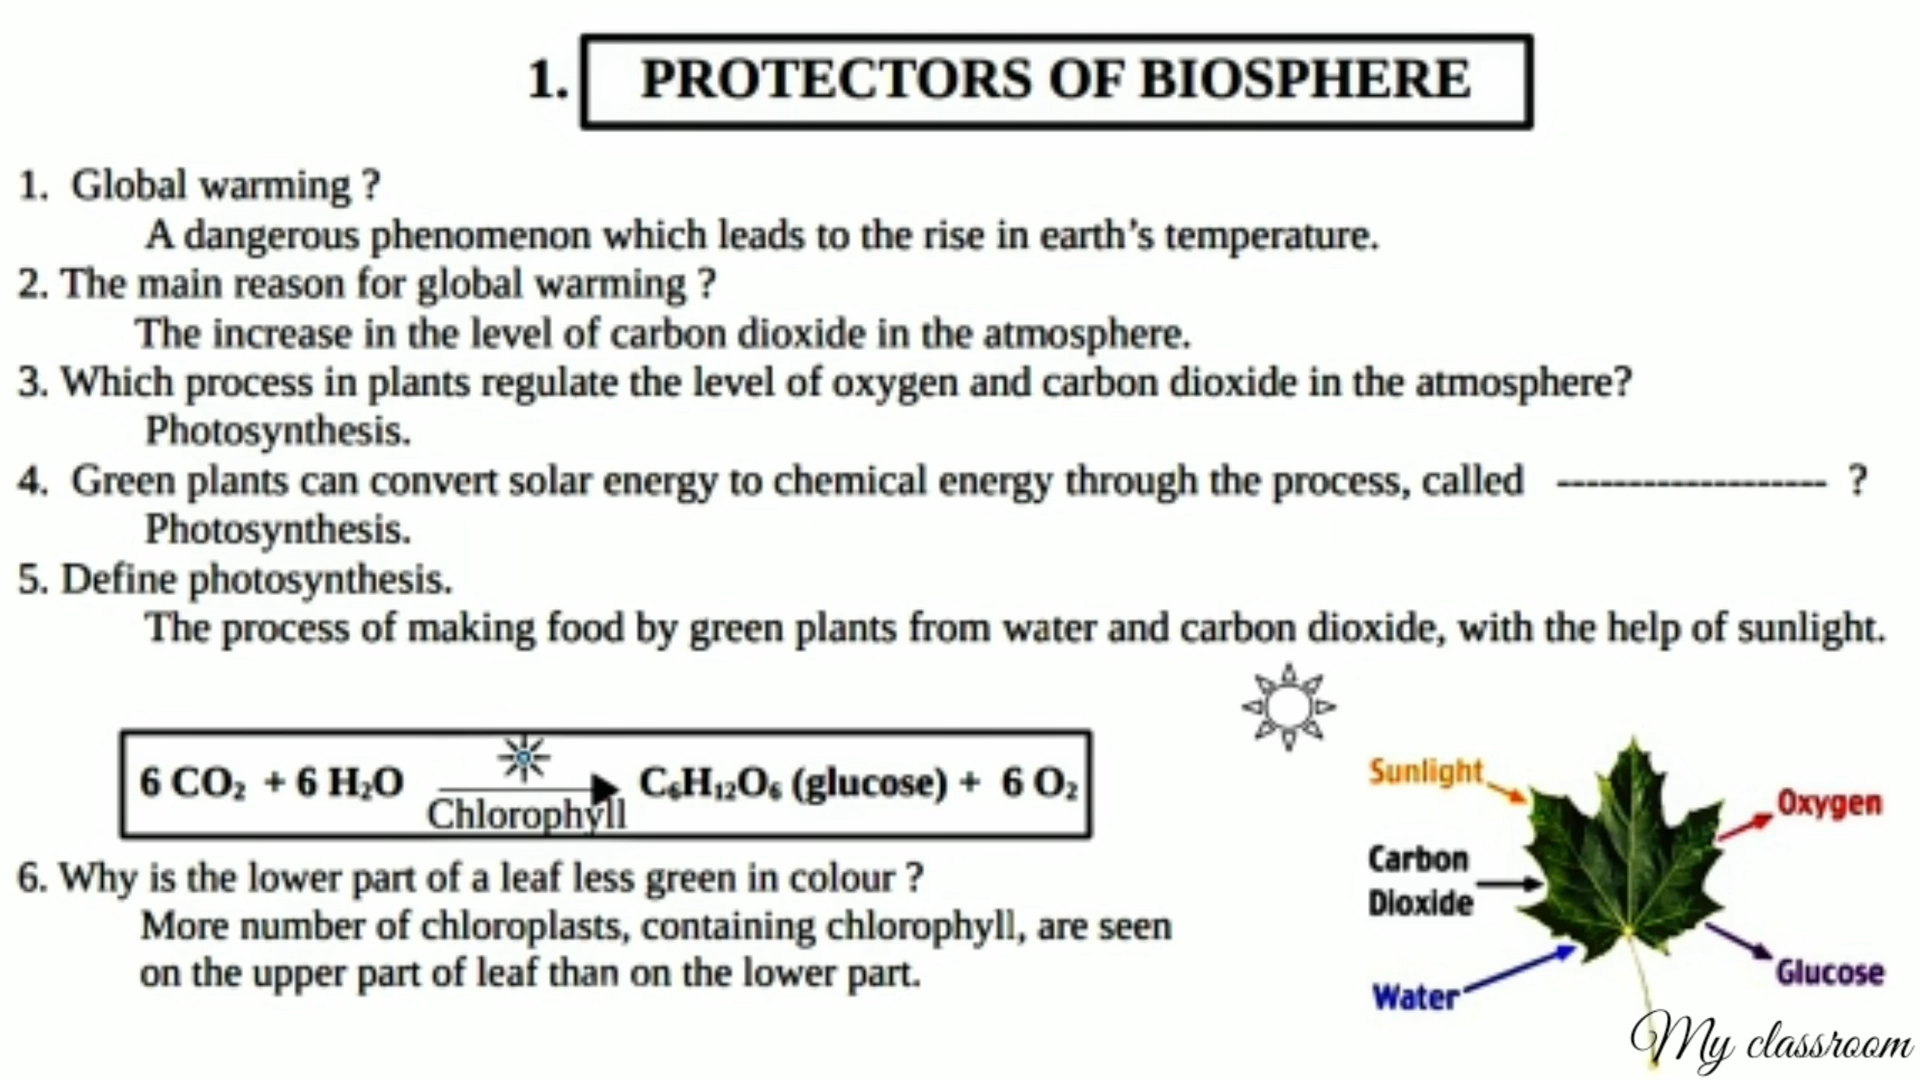 1. PROTECTORS OF BIOSPHERE
1. Global warming ?
A dangerous phenomenon which leads to the rise in earth’s temperature.
2. The main reason for global warming ?
The increase in the level of carbon dioxide in the atmosphere.
3. Which process in plants regulate the level of oxygen and carbon dioxide in the atmosphere?
Photosynthesis.
4. Green plants can convert solar energy to chemical energy through the process, called ------------------- ?
Photosynthesis.
5. Define photosynthesis.
The process of making food by green plants from water and carbon dioxide, with the help of sunlight.
6 CO₂ + 6 H₂O
Chlorophyll
C₆H₁₂O₆ (glucose) + 6 O₂
6. Why is the lower part of a leaf less green in colour ?
More number of chloroplasts, containing chlorophyll, are seen
on the upper part of leaf than on the lower part.
Sunlight
Oxygen
Carbon
Dioxide
Water
Glucose
My classroom